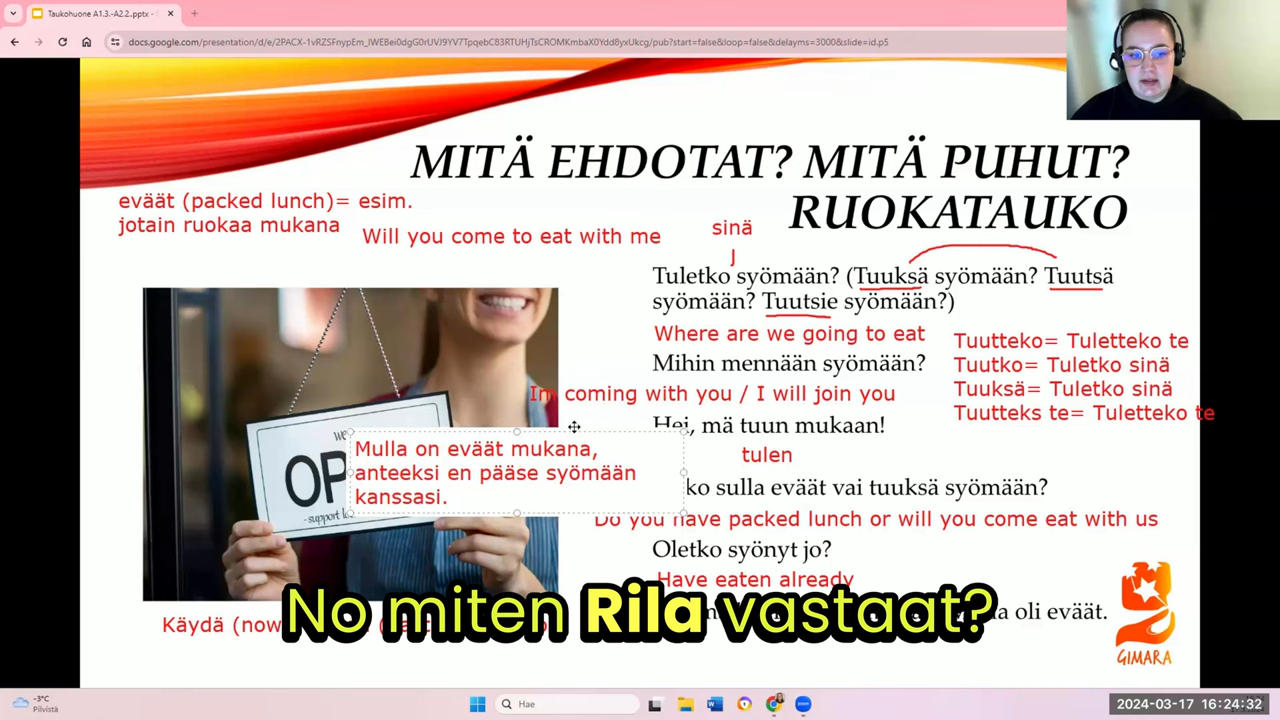 Taukohuone A1.3.-A2.2..pptx -
docs.google.com/presentation/d/e/2PACX-1vRZSFnypEm_IWEBei0dgG0rUVJ9YV7TpqebC83RTUHjTsCROMKmbaX0Ydd8yxUkcg/pub?start=false&loop=false&delayms=3000&slide=id.p5
MITÄ EHDOTAT? MITÄ PUHUT?
RUOKATAUKO
eväät (packed lunch)= esim.
jotain ruokaa mukana
Will you come to eat with me
sinä
Tuletko syömään? (Tuuksä syömään? Tuutsä
syömään? Tuutsie syömään?)
Where are we going to eat
Mihin mennään syömään?
Tuutteko= Tuletteko te
Tuutko= Tuletko sinä
Tuuksä= Tuletko sinä
Tuutteks te= Tuletteko te
Im coming with you / I will join you
Hei, mä tuun mukaan!
tulen
OP
Mulla on eväät mukana,
anteeksi en pääse syömään
kanssasi.
ko sulla eväät vai tuuksä syömään?
Do you have packed lunch or will you come eat with us
Oletko syönyt jo?
Have eaten already
oli eväät.
Käydä (now
No miten Rila vastaat?
GIMARA
-3°C
Pilvistä
Hae
2024-03-17 16:24:32